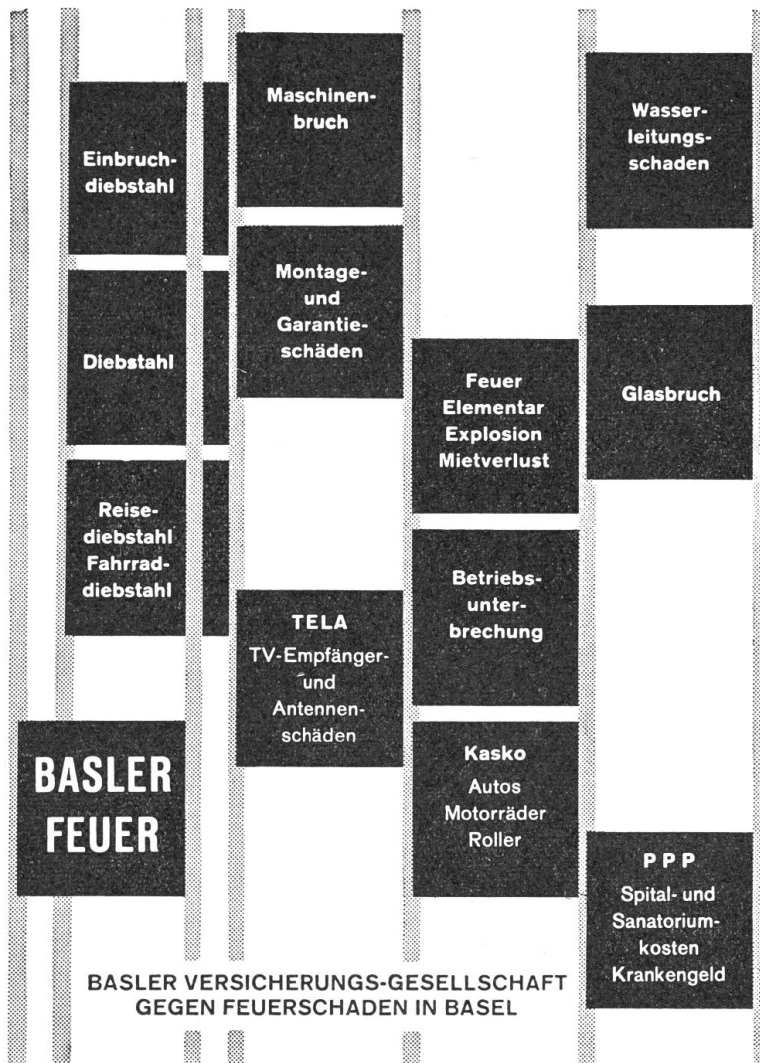 Einbruch-
diebstahl
Diebstahl
Reise-
diebstahl
Fahrrad-
diebstahl
BASLER
FEUER
Maschinen-
bruch
Montage-
und
Garantie-
schäden
TELA
TV-Empfänger-
und
Antennen-
schäden
Feuer
Elementar
Explosion
Mietverlust
Betriebs-
unter-
brechung
Kasko
Autos
Motorräder
Roller
Wasser-
leitungs-
schaden
Glasbruch
PPP
Spital- und
Sanatorium-
kosten
Krankengeld
BASLER VERSICHERUNGS-GESELLSCHAFT
GEGEN FEUERSCHADEN IN BASEL